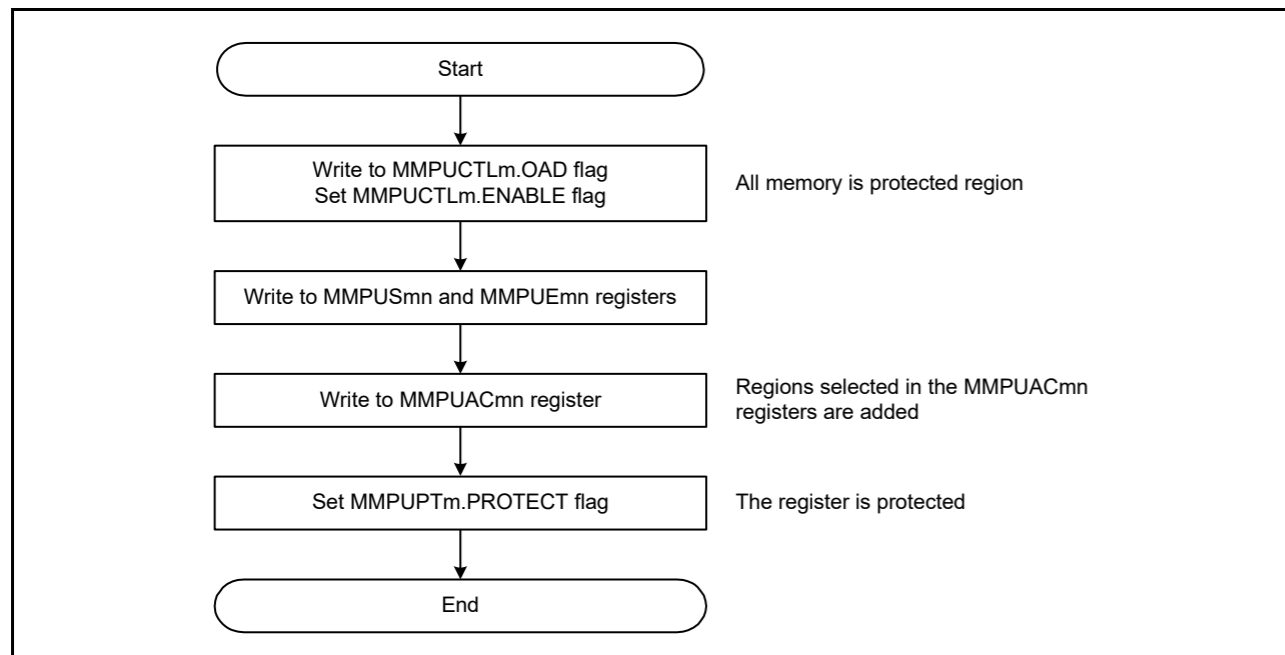 Start
Write to MMPUCTLm.OAD flag
Set MMPUCTLm.ENABLE flag
All memory is protected region
Write to MMPUSmn and MMPUEmn registers
Write to MMPUACmn register
Regions selected in the MMPUACmn
registers are added
Set MMPUPTm.PROTECT flag
The register is protected
End